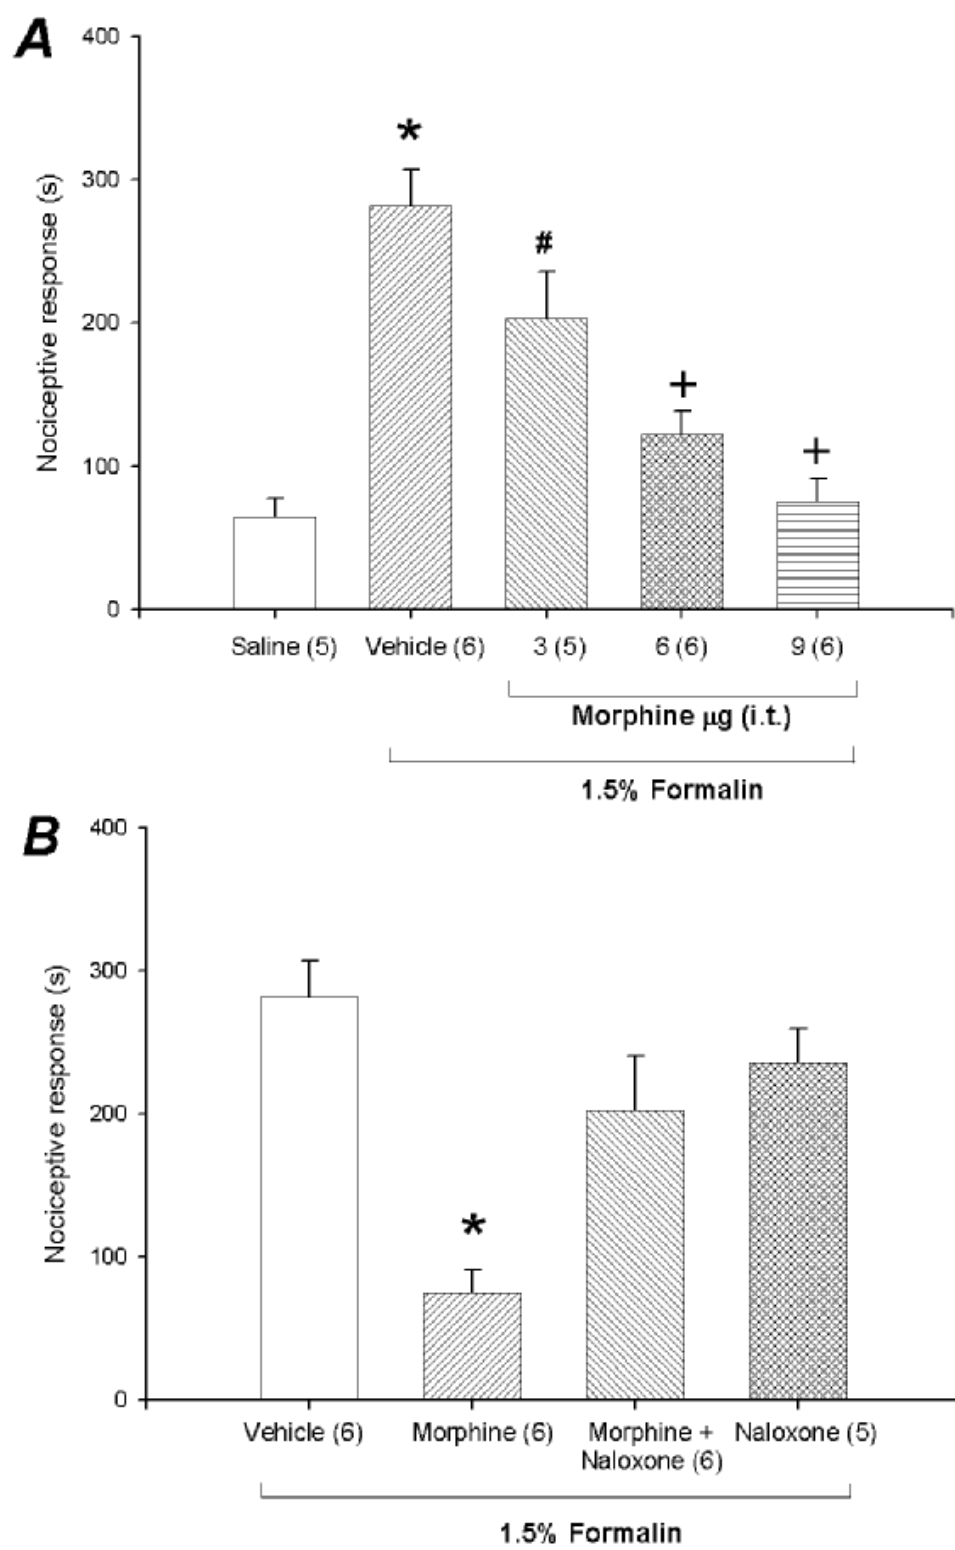 A
400
300
200
100
0
Nociceptive response (s)
*
#
+
+
Saline (5) Vehicle (6) 3 (5) 6 (6) 9 (6)
Morphine μg (i.t.)
1.5% Formalin
B
400
300
200
100
0
Nociceptive response (s)
*
Vehicle (6) Morphine (6) Morphine + Naloxone (5)
Naloxone (6)
1.5% Formalin